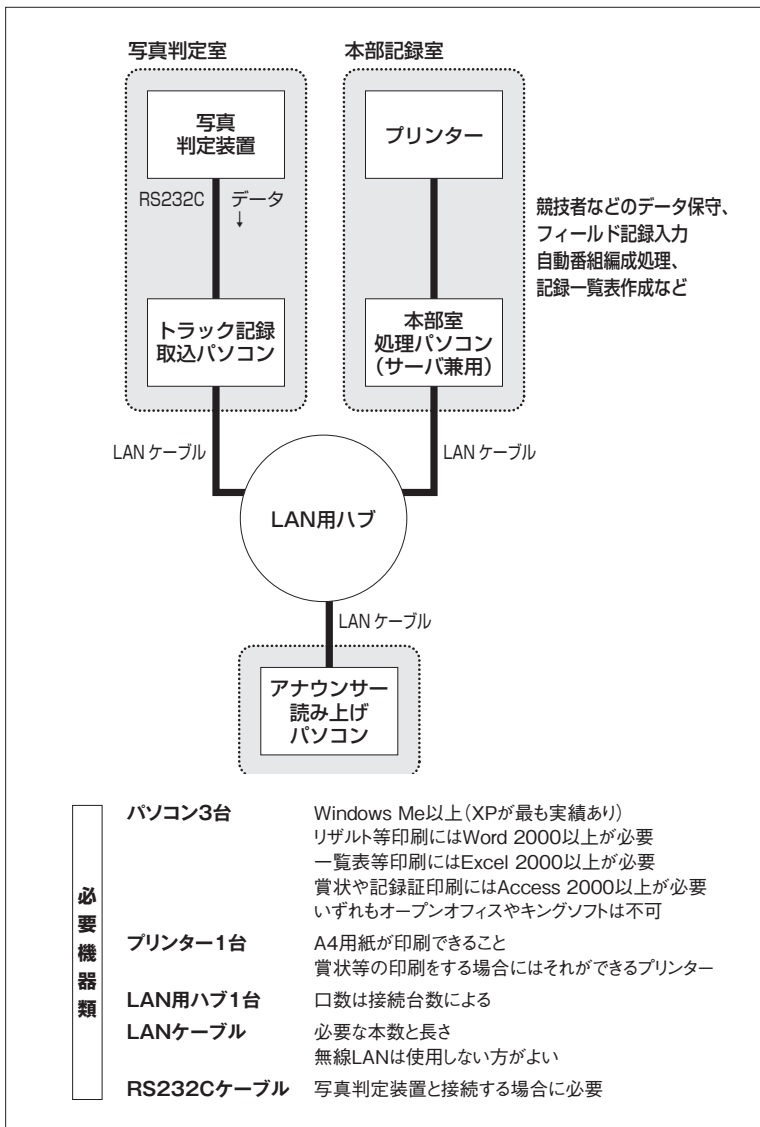 写真判定室
本部記録室
写真
判定装置
プリンター
RS232C データ
↓
競技者などのデータ保守、
フィールド記録入力
自動番組編成処理、
記録一覧表作成など
トラック記録
取込パソコン
本部室
処理パソコン
(サーバ兼用)
LANケーブル
LANケーブル
LAN用ハブ
LANケーブル
アナウンサー
読み上げ
パソコン
必要機器類
パソコン3台 Windows Me以上(XPが最も実績あり)
リザルト等印刷にはWord 2000以上が必要
一覧表等印刷にはExcel 2000以上が必要
賞状や記録証印刷にはAccess 2000以上が必要
いずれもオープンオフィスやキングソフトは不可
プリンター1台 A4用紙が印刷できること
賞状等の印刷をする場合にはそれができるプリンター
LAN用ハブ1台 口数は接続台数による
LANケーブル 必要な本数と長さ
無線LANは使用しない方がよい
RS232Cケーブル 写真判定装置と接続する場合に必要